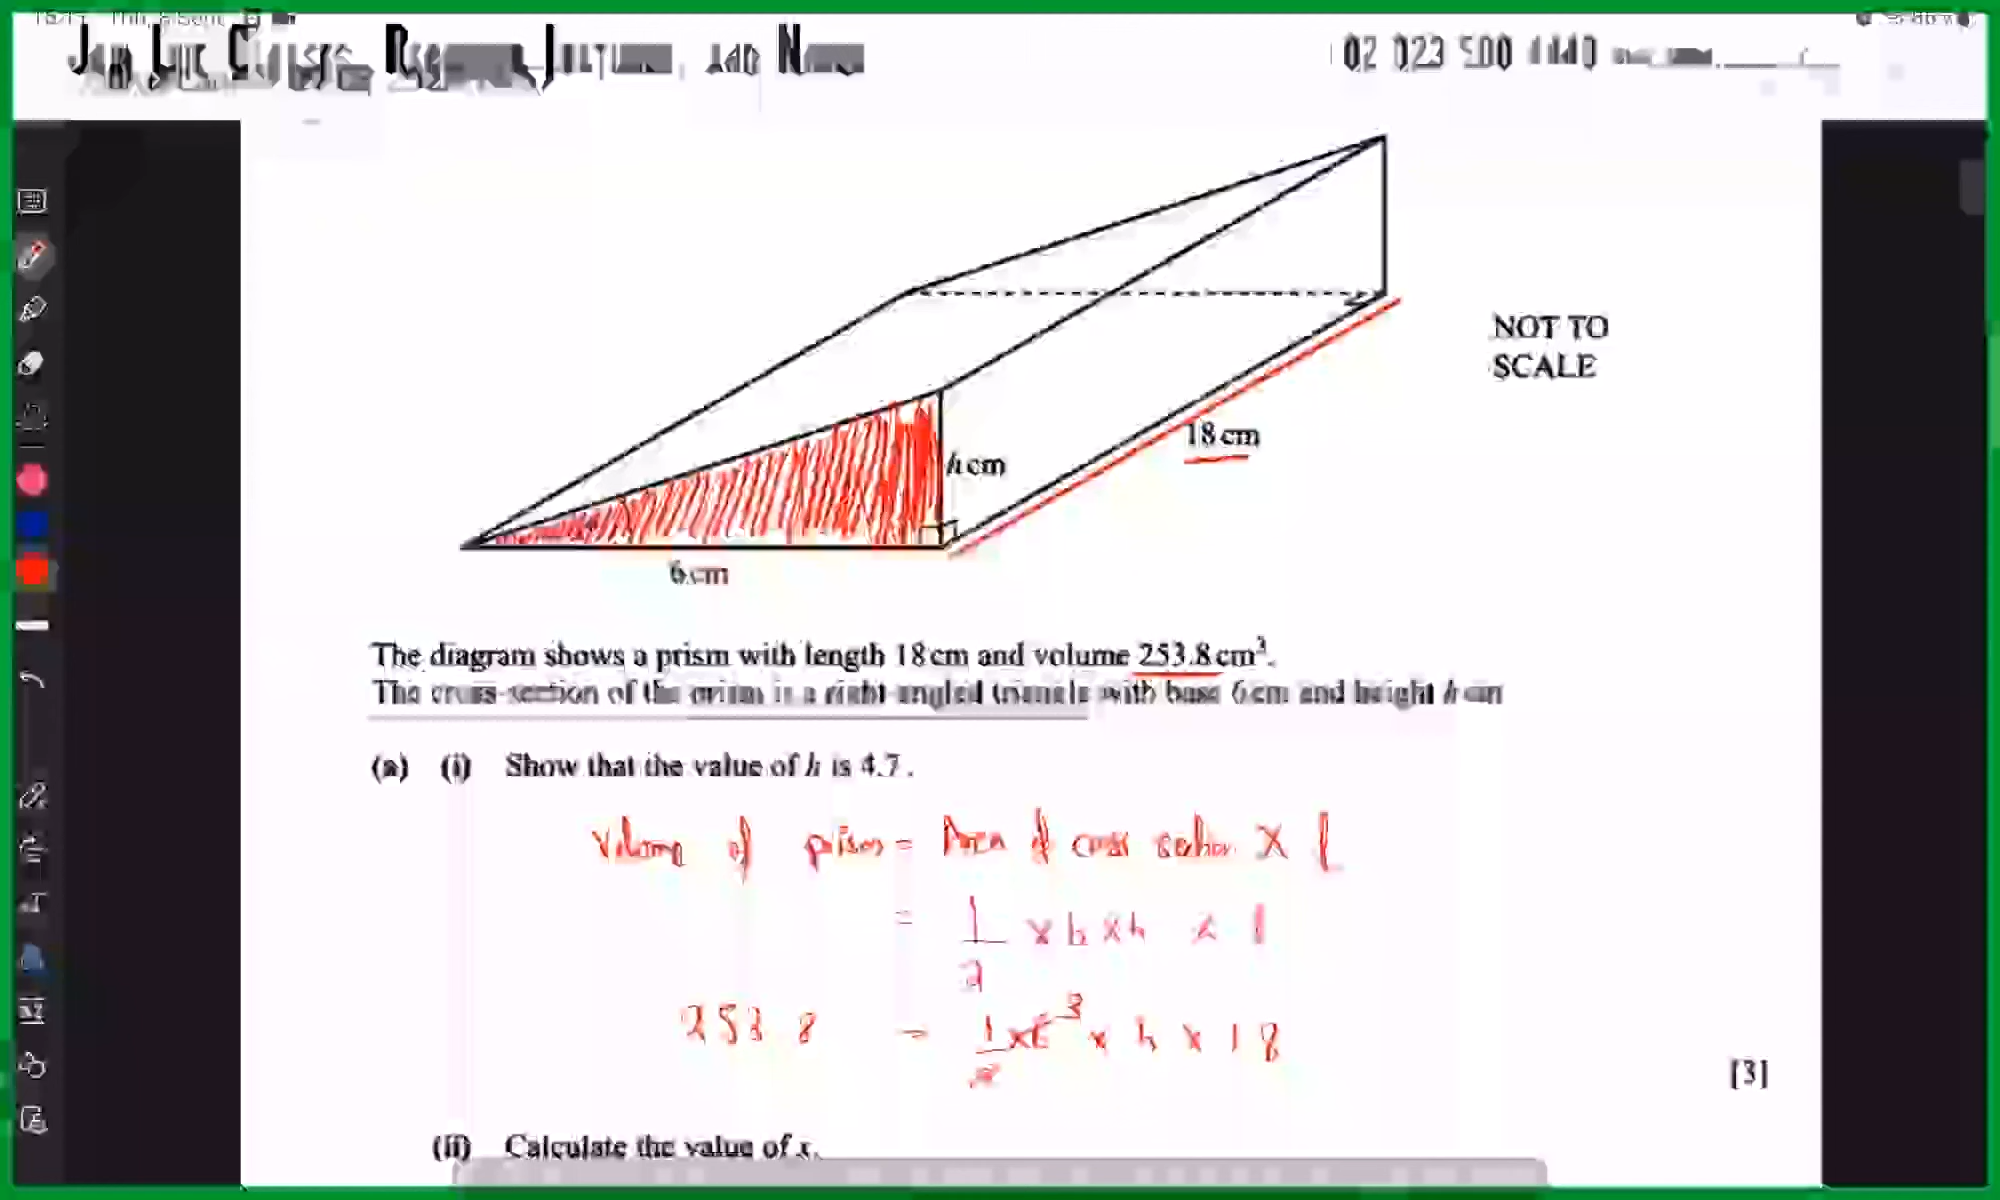 NOT TO
SCALE
h cm
18 cm
6 cm
The diagram shows a prism with length 18 cm and volume 253.8 cm³.
The cross-section of the prism is a right-angled triangle with base 6 cm and height h cm
(a) (i) Show that the value of h is 4.7.
Volume of prism = Area of cross section × l
= 1/2 × b × h × l
253.8 = 1/2 × 6 3 × h × 18
[3]
(ii) Calculate the value of x.